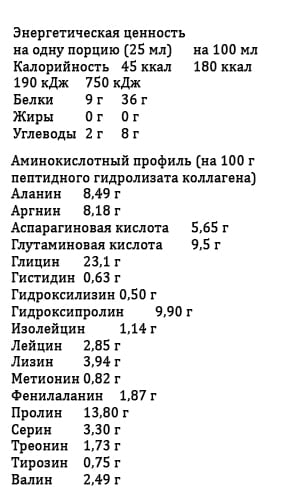 Энергетическая ценность
на одну порцию (25 мл) на 100 мл
Калорийность 45 ккал 180 ккал
190 кДж 750 кДж
Белки 9 г 36 г
Жиры 0 г 0 г
Углеводы 2 г 8 г
Аминокислотный профиль (на 100 г
пептидного гидролизата коллагена)
Аланин 8,49 г
Аргнин 8,18 г
Аспарагиновая кислота 5,65 г
Глутаминовая кислота 9,5 г
Глицин 23,1 г
Гистидин 0,63 г
Гидроксилизин 0,50 г
Гидроксипролин 9,90 г
Изолейцин 1,14 г
Лейцин 2,85 г
Лизин 3,94 г
Метионин 0,82 г
Фенилаланин 1,87 г
Пролин 13,80 г
Серин 3,30 г
Треонин 1,73 г
Тирозин 0,75 г
Валин 2,49 г